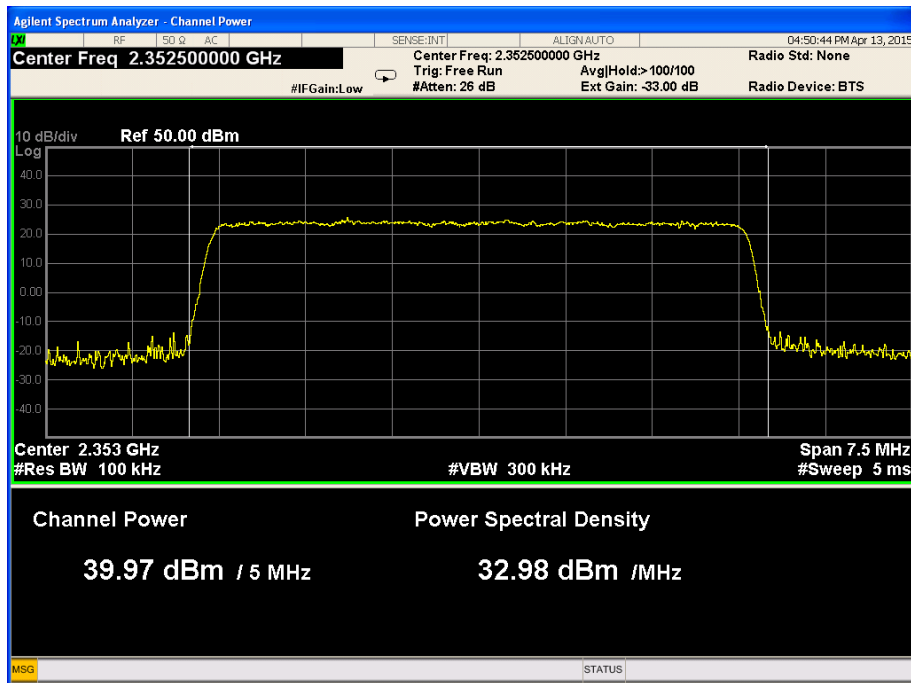 Agilent Spectrum Analyzer - Channel Power
LXI RF 50 Ω AC SENSE:INT ALIGN AUTO 04:50:44 PM Apr 13, 2015
Center Freq 2.352500000 GHz
Center Freq: 2.352500000 GHz
Radio Std: None
Trig: Free Run
Avg|Hold:>100/100
#IFGain:Low
#Atten: 26 dB
Ext Gain: -33.00 dB
Radio Device: BTS
10 dB/div Ref 50.00 dBm
Log
40.0
30.0
20.0
10.0
0.00
-10.0
-20.0
-30.0
-40.0
Center 2.353 GHz Span 7.5 MHz
#Res BW 100 kHz #VBW 300 kHz #Sweep 5 ms
Channel Power Power Spectral Density
39.97 dBm / 5 MHz 32.98 dBm /MHz
MSG STATUS